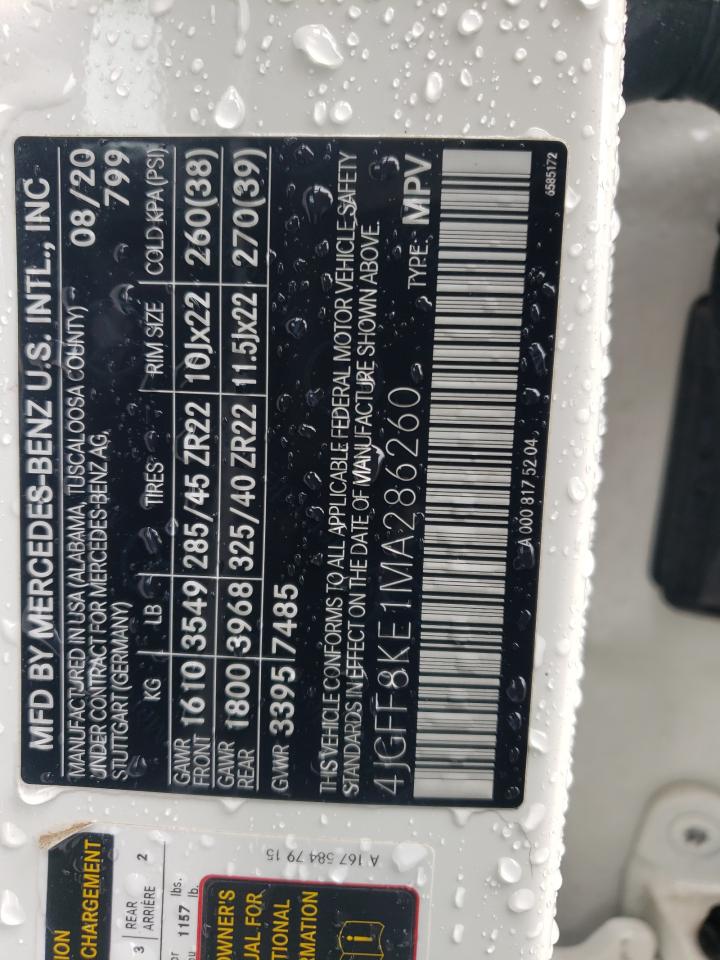 MFD BY MERCEDES-BENZ U.S. INTL., INC
MANUFACTURED IN USA (ALABAMA, TUSCALOOSA COUNTY) 08/20
UNDER CONTRACT FOR MERCEDES-BENZ AG, 799
STUTTGART (GERMANY)
KG LB TIRES RIM SIZE COLD KPA (PSI)
GAWR FRONT 1610 3549 285/45 ZR22 10Jx22 260(38)
GAWR REAR 1800 3968 325/40 ZR22 11.5Jx22 270(39)
GVWR 3395 7485
THIS VEHICLE CONFORMS TO ALL APPLICABLE FEDERAL MOTOR VEHICLE SAFETY
STANDARDS IN EFFECT ON THE DATE OF MANUFACTURE SHOWN ABOVE.
4JGFF8KE1MA286260 TYPE: MPV
A 000 817 52 04
6585172
CHARGEMENT
3 REAR 2
ARRIÈRE
1157 lbs.
lb.
OWNER'S
FOR
A 167 584 79 15